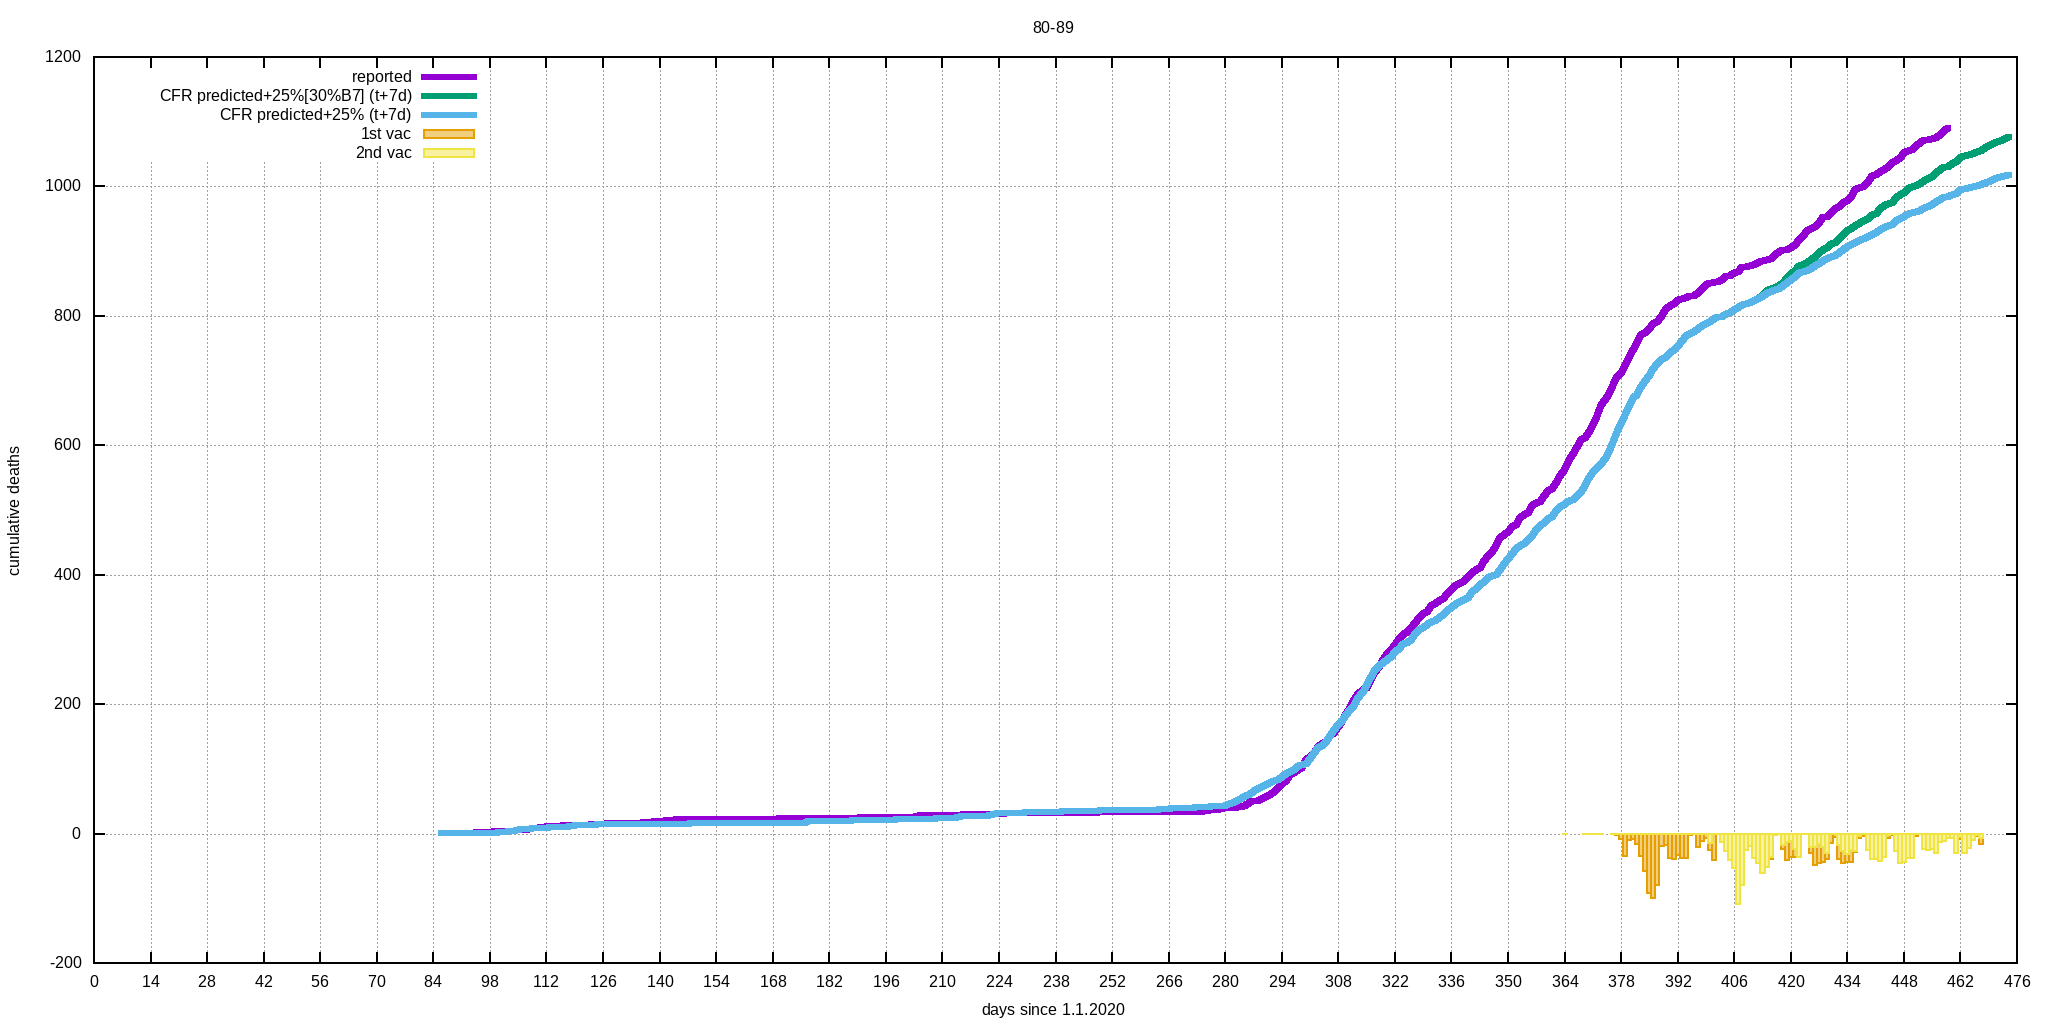 80-89
1200
1000
800
600
400
200
0
-200
cumulative deaths
reported
CFR predicted+25%[30%B7] (t+7d)
CFR predicted+25% (t+7d)
1st vac
2nd vac
0 14 28 42 56 70 84 98 112 126 140 154 168 182 196 210 224 238 252 266 280 294 308 322 336 350 364 378 392 406 420 434 448 462 476
days since 1.1.2020